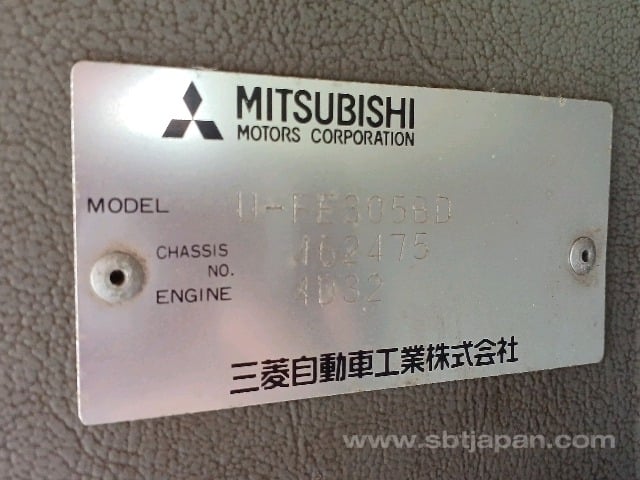 MITSUBISHI
MOTORS CORPORATION
MODEL U-FE305BD
CHASSIS NO. 462475
ENGINE 4D32
三菱自動車工業株式会社
www.sbtjapan.com